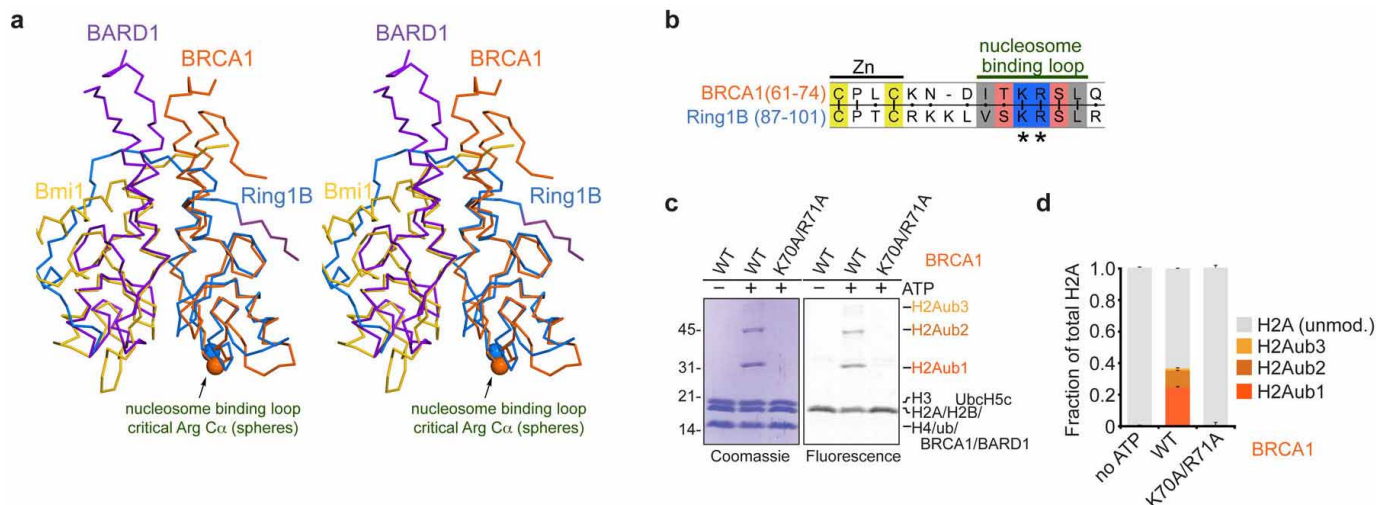 a
BARD1
BRCA1
Bmi1
Ring1B
nucleosome binding loop
critical Arg Cα (spheres)
BARD1
BRCA1
Bmi1
Ring1B
nucleosome binding loop
critical Arg Cα (spheres)
b
nucleosome
binding loop
Zn
BRCA1(61-74) C P L C K N - D I T K R S L Q
Ring1B (87-101) C P T C R K K L V S K R S L R
* *
c
WT WT K70A/R71A WT WT K70A/R71A BRCA1
– + + – + + ATP
H2Aub3
45- H2Aub2
31- H2Aub1
21- H3 UbcH5c
H2A/H2B/
14- H4/ub/
BRCA1/BARD1
Coomassie Fluorescence
d
Fraction of total H2A
1.0
0.8
0.6
0.4
0.2
0
no ATP WT K70A/R71A
BRCA1
H2A (unmod.)
H2Aub3
H2Aub2
H2Aub1